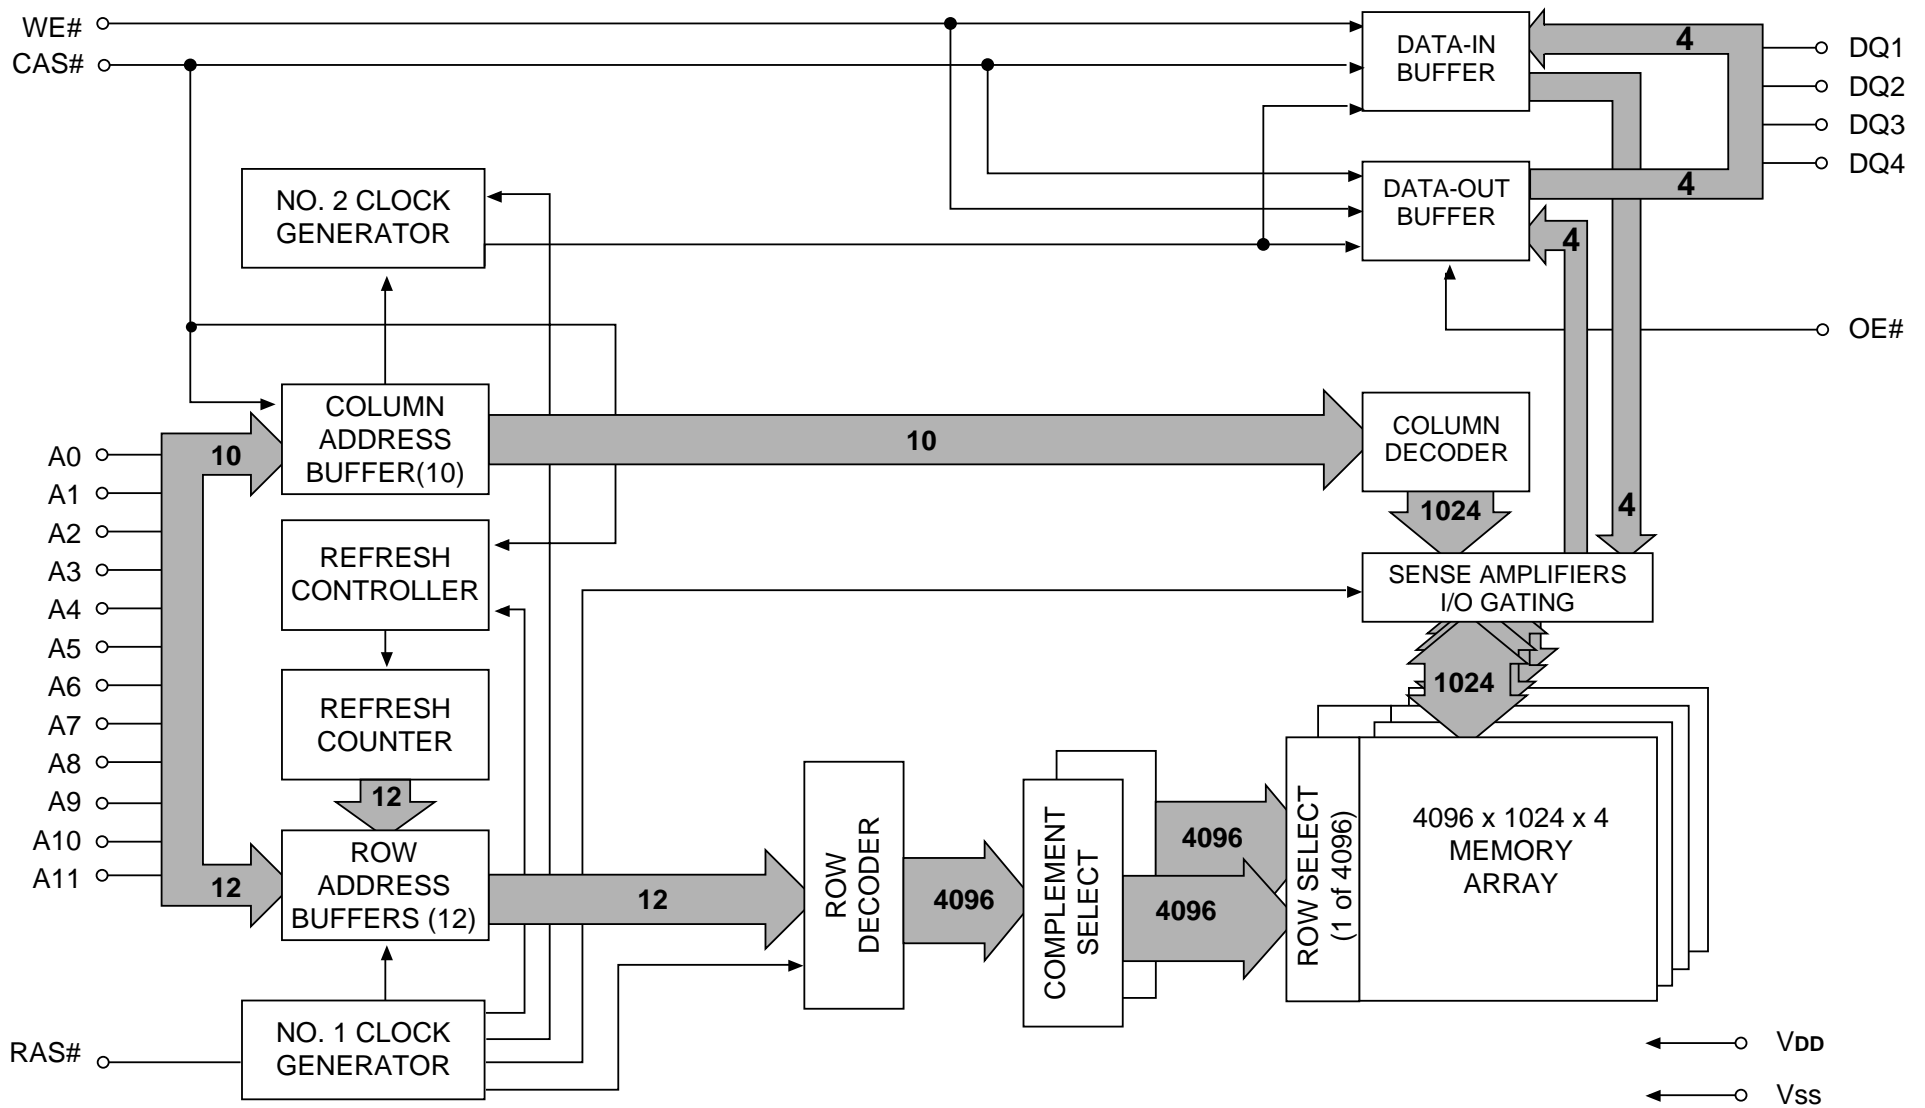 WE#
CAS#
DATA-IN
BUFFER
4
DQ1
DQ2
DQ3
DQ4
NO. 2 CLOCK
GENERATOR
DATA-OUT
BUFFER
4
4
OE#
COLUMN
ADDRESS
BUFFER(10)
10
10
COLUMN
DECODER
1024
4
A0
A1
A2
A3
A4
A5
A6
A7
A8
A9
A10
A11
REFRESH
CONTROLLER
SENSE AMPLIFIERS
I/O GATING
1024
REFRESH
COUNTER
12
ROW
ADDRESS
BUFFERS (12)
12
12
ROW
DECODER
4096
COMPLEMENT
SELECT
4096
4096
ROW SELECT
(1 of 4096)
4096 x 1024 x 4
MEMORY
ARRAY
RAS#
NO. 1 CLOCK
GENERATOR
VDD
Vss